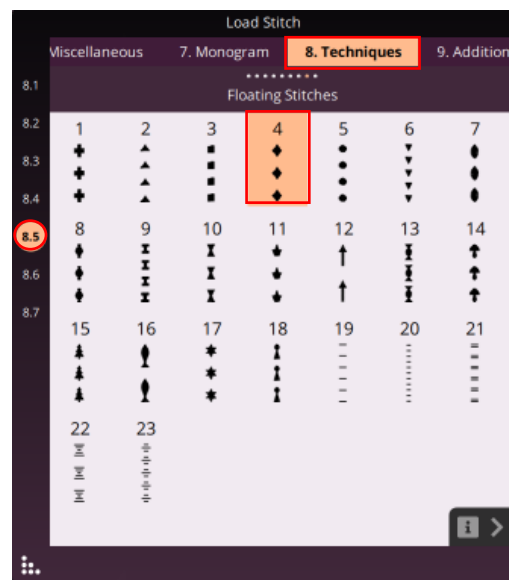 Load Stitch
Miscellaneous 7. Monogram 8. Techniques 9. Addition
Floating Stitches
8.1
8.2
8.3
8.4
8.5
8.6
8.7
1 2 3 4 5 6 7
8 9 10 11 12 13 14
15 16 17 18 19 20 21
22 23